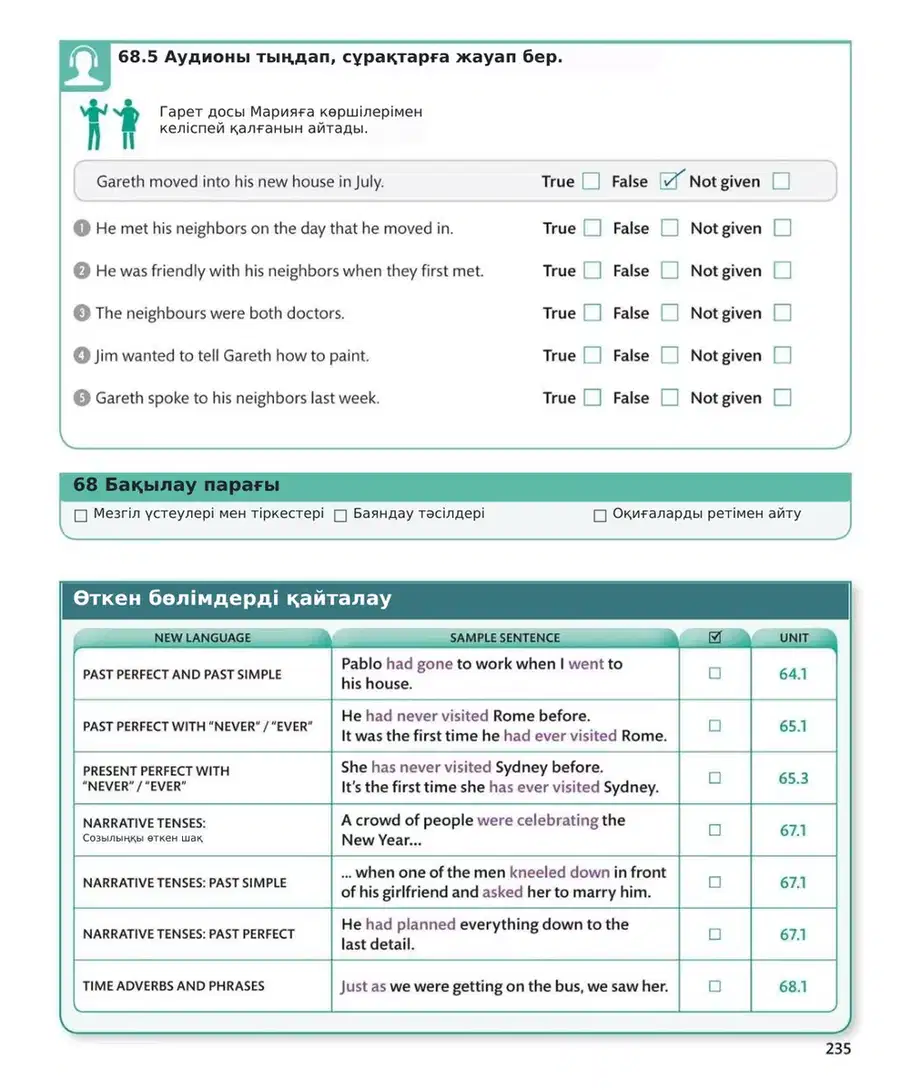 68.5 Аудионы тыңдап, сұрақтарға жауап бер.
Гарет досы Марияға көршілерімен
келіспей қалғанын айтады.
Gareth moved into his new house in July. True False Not given
1 He met his neighbors on the day that he moved in. True False Not given
2 He was friendly with his neighbors when they first met. True False Not given
3 The neighbours were both doctors. True False Not given
4 Jim wanted to tell Gareth how to paint. True False Not given
5 Gareth spoke to his neighbors last week. True False Not given
68 Бақылау парағы
Мезгіл үстеулері мен тіркестері Баяндау тәсілдері Оқиғаларды ретімен айту
Өткен бөлімдерді қайталау
NEW LANGUAGE SAMPLE SENTENCE UNIT
PAST PERFECT AND PAST SIMPLE
Pablo had gone to work when I went to
his house.
64.1
PAST PERFECT WITH “NEVER” / “EVER”
He had never visited Rome before.
It was the first time he had ever visited Rome.
65.1
PRESENT PERFECT WITH
“NEVER” / “EVER”
She has never visited Sydney before.
It’s the first time she has ever visited Sydney.
65.3
NARRATIVE TENSES:
Созылыңқы өткен шақ
A crowd of people were celebrating the
New Year...
67.1
NARRATIVE TENSES: PAST SIMPLE
... when one of the men kneeled down in front
of his girlfriend and asked her to marry him.
67.1
NARRATIVE TENSES: PAST PERFECT
He had planned everything down to the
last detail.
67.1
TIME ADVERBS AND PHRASES
Just as we were getting on the bus, we saw her.
68.1
235